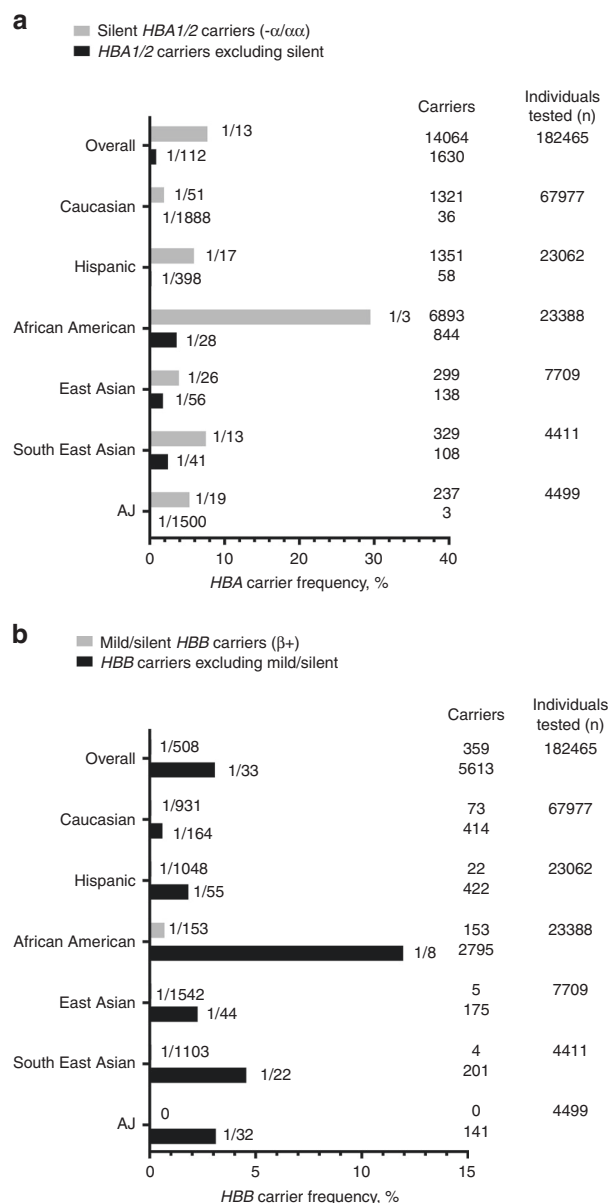 a
Silent HBA1/2 carriers (-α/αα)
HBA1/2 carriers excluding silent
Carriers
Individuals
tested (n)
Overall
1/13
1/112
14064
1630
182465
Caucasian
1/51
1/1888
1321
36
67977
Hispanic
1/17
1/398
1351
58
23062
African American
1/3
1/28
6893
844
23388
East Asian
1/26
1/56
299
138
7709
South East Asian
1/13
1/41
329
108
4411
AJ
1/19
1/1500
237
3
4499
0 10 20 30 40
HBA carrier frequency, %
b
Mild/silent HBB carriers (β+)
HBB carriers excluding mild/silent
Carriers
Individuals
tested (n)
Overall
1/508
1/33
359
5613
182465
Caucasian
1/931
1/164
73
414
67977
Hispanic
1/1048
1/55
22
422
23062
African American
1/153
1/8
153
2795
23388
East Asian
1/1542
1/44
5
175
7709
South East Asian
1/1103
1/22
4
201
4411
AJ
0
1/32
0
141
4499
0 5 10 15
HBB carrier frequency, %